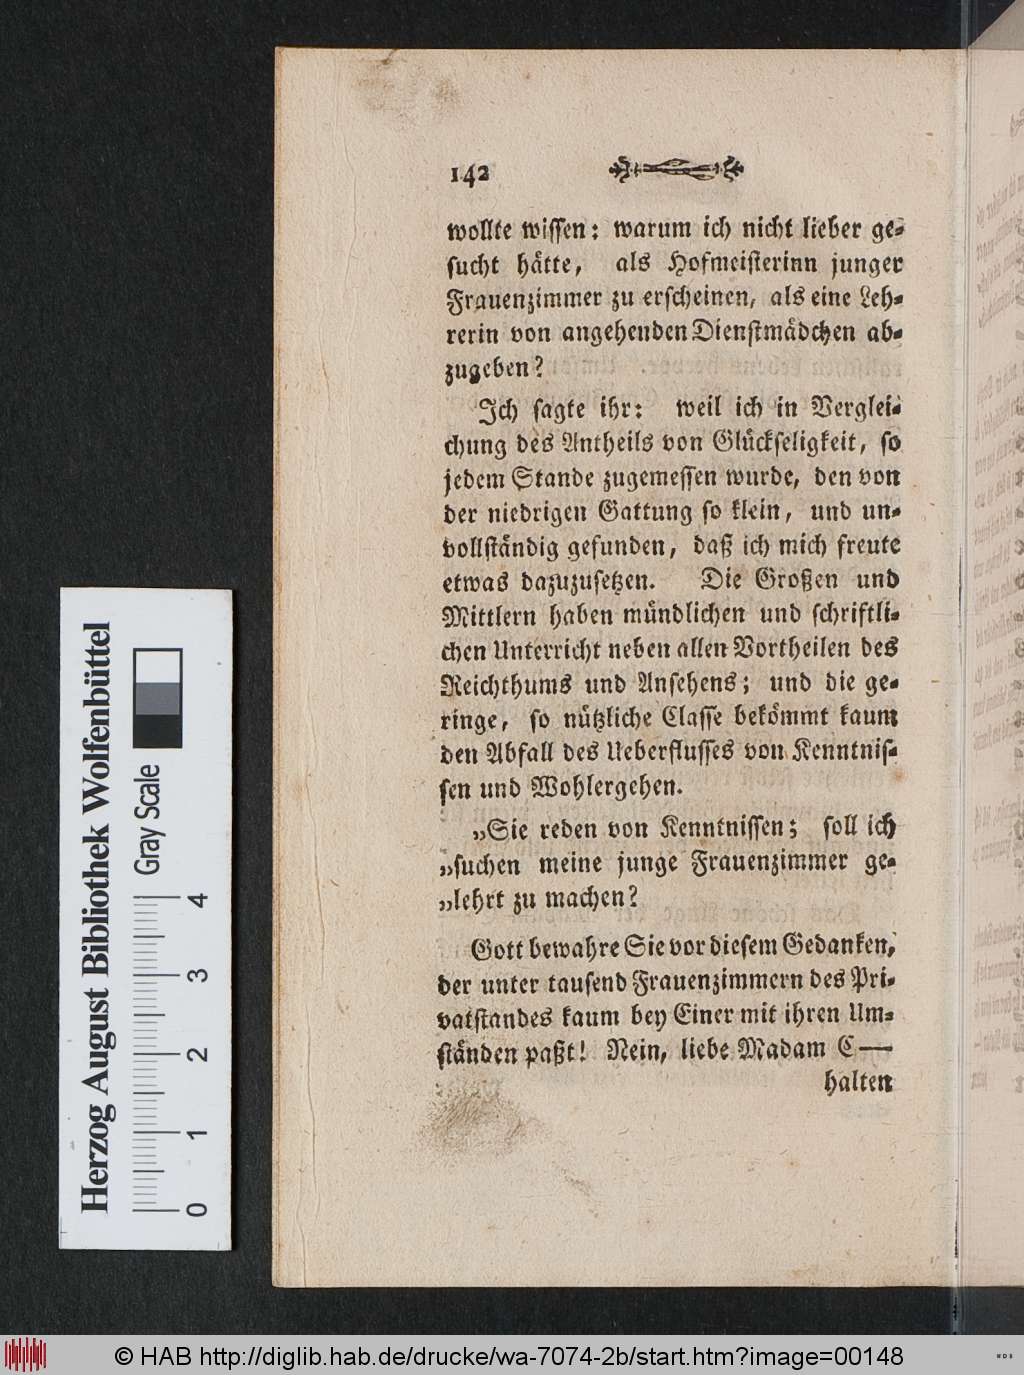 142
wollte wissen: warum ich nicht lieber ge-
sucht hätte, als Hofmeisterinn junger
Frauenzimmer zu erscheinen, als eine Leh-
rerin von angehenden Dienstmädchen ab-
zugeben?
Ich sagte ihr: weil ich in Verglei-
chung des Antheils von Glückseligkeit, so
jedem Stande zugemessen wurde, den von
der niedrigen Gattung so klein, und un-
vollständig gefunden, daß ich mich freute
etwas dazuzusetzen. Die Großen und
Mittlern haben mündlichen und schriftli-
chen Unterricht neben allen Vortheilen des
Reichthums und Ansehens; und die ge-
ringe, so nützliche Classe bekömmt kaum
den Abfall des Ueberflusses von Kenntnis-
sen und Wohlergehen.
„Sie reden von Kenntnissen; soll ich
„suchen meine junge Frauenzimmer ge-
„lehrt zu machen?
Gott bewahre Sie vor diesem Gedanken,
der unter tausend Frauenzimmern des Pri-
vatstandes kaum bey Einer mit ihren Um-
ständen paßt! Nein, liebe Madam C—
halten
Herzog August Bibliothek Wolfenbüttel
Gray Scale
0 1 2 3 4
© HAB http://diglib.hab.de/drucke/wa-7074-2b/start.htm?image=00148
WDB